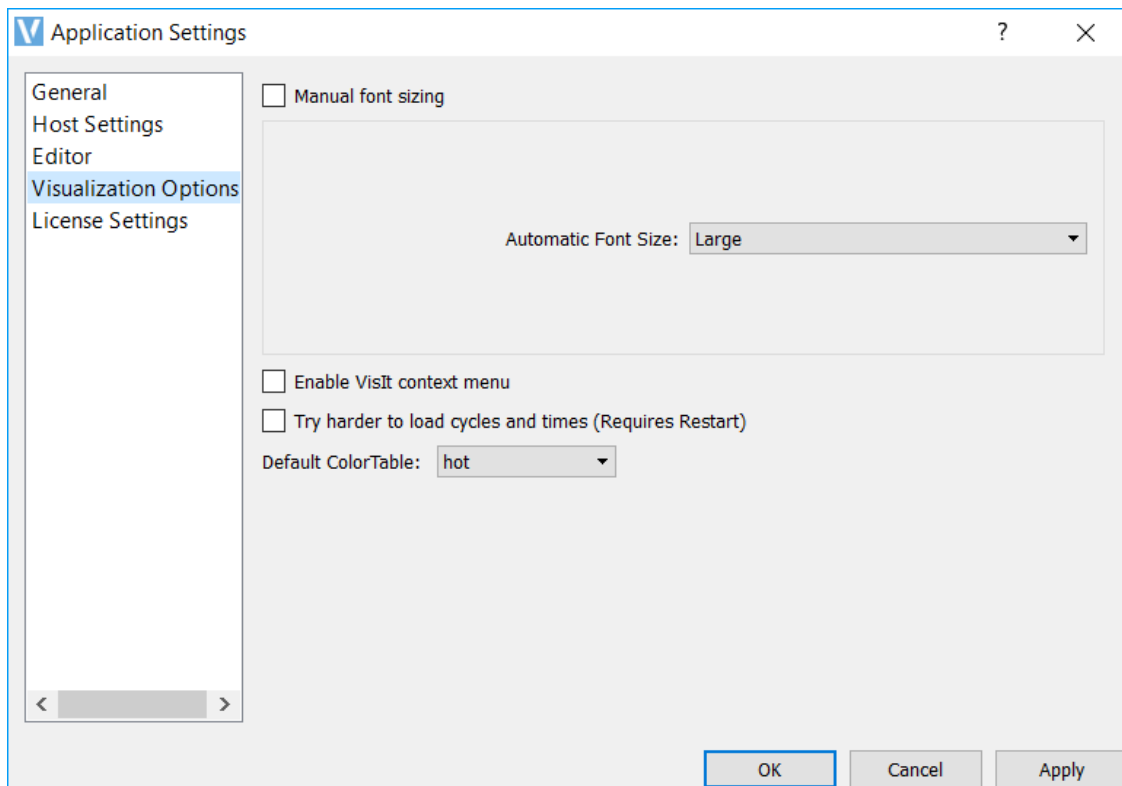 Application Settings
General
Host Settings
Editor
Visualization Options
License Settings
Manual font sizing
Automatic Font Size: Large
Enable VisIt context menu
Try harder to load cycles and times (Requires Restart)
Default ColorTable: hot
OK Cancel Apply